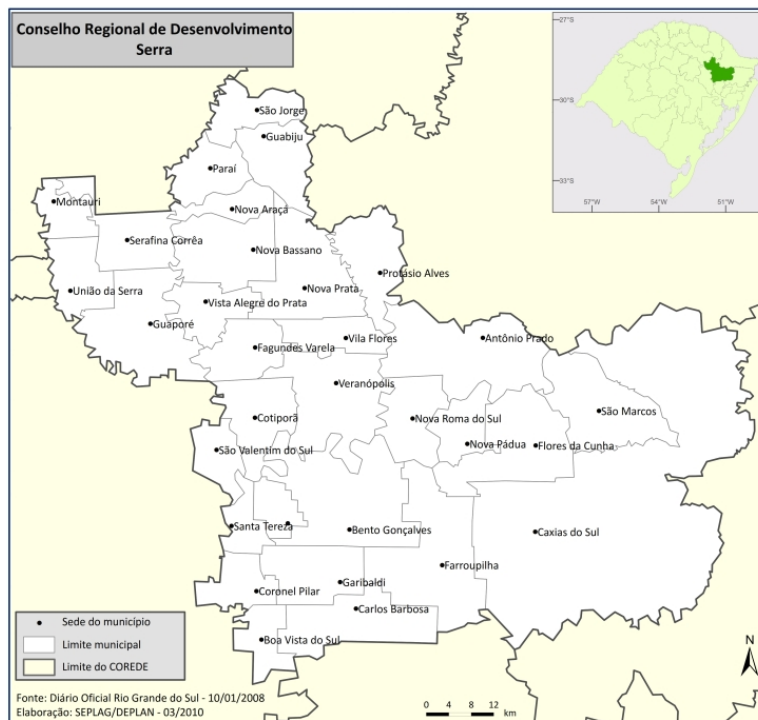 Conselho Regional de Desenvolvimento
Serra
27°S
30°S
33°S
57°W
54°W
51°W
São Jorge
Guabiju
Paraí
Montauri
Nova Araçá
Serafina Corrêa
Nova Bassano
Protásio Alves
União da Serra
Nova Prata
Vista Alegre do Prata
Guaporé
Vila Flores
Antônio Prado
Fagundes Varela
Veranópolis
São Marcos
Cotiporã
Nova Roma do Sul
Nova Pádua
Flores da Cunha
São Valentim do Sul
Santa Tereza
Bento Gonçalves
Caxias do Sul
Farroupilha
Garibaldi
Coronel Pilar
Carlos Barbosa
Boa Vista do Sul
Sede do município
Limite municipal
Limite do COREDE
N
Fonte: Diário Oficial Rio Grande do Sul - 10/01/2008
Elaboração: SEPLAG/DEPLAN - 03/2010
0 4 8 12
km